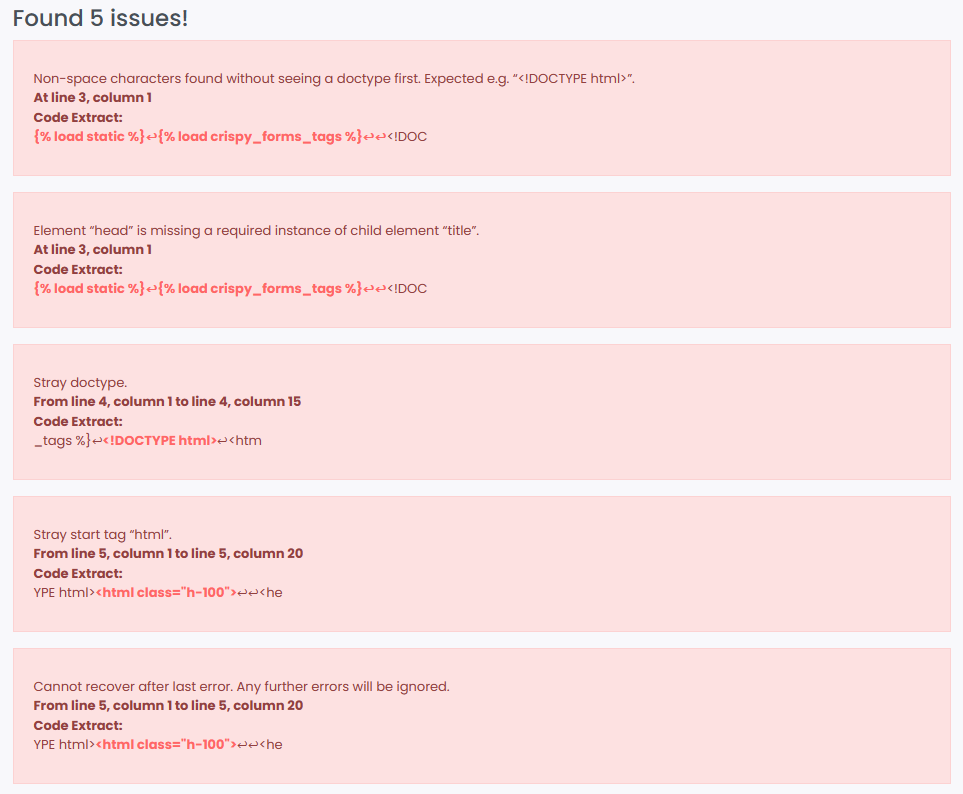 Found 5 issues!
Non-space characters found without seeing a doctype first. Expected e.g. “<!DOCTYPE html>”.
At line 3, column 1
Code Extract:
{% load static %}↩{% load crispy_forms_tags %}↩↩<!DOC
Element “head” is missing a required instance of child element “title”.
At line 3, column 1
Code Extract:
{% load static %}↩{% load crispy_forms_tags %}↩↩<!DOC
Stray doctype.
From line 4, column 1 to line 4, column 15
Code Extract:
_tags %}↩<!DOCTYPE html>↩<htm
Stray start tag “html”.
From line 5, column 1 to line 5, column 20
Code Extract:
YPE html><html class="h-100">↩↩<he
Cannot recover after last error. Any further errors will be ignored.
From line 5, column 1 to line 5, column 20
Code Extract:
YPE html><html class="h-100">↩↩<he